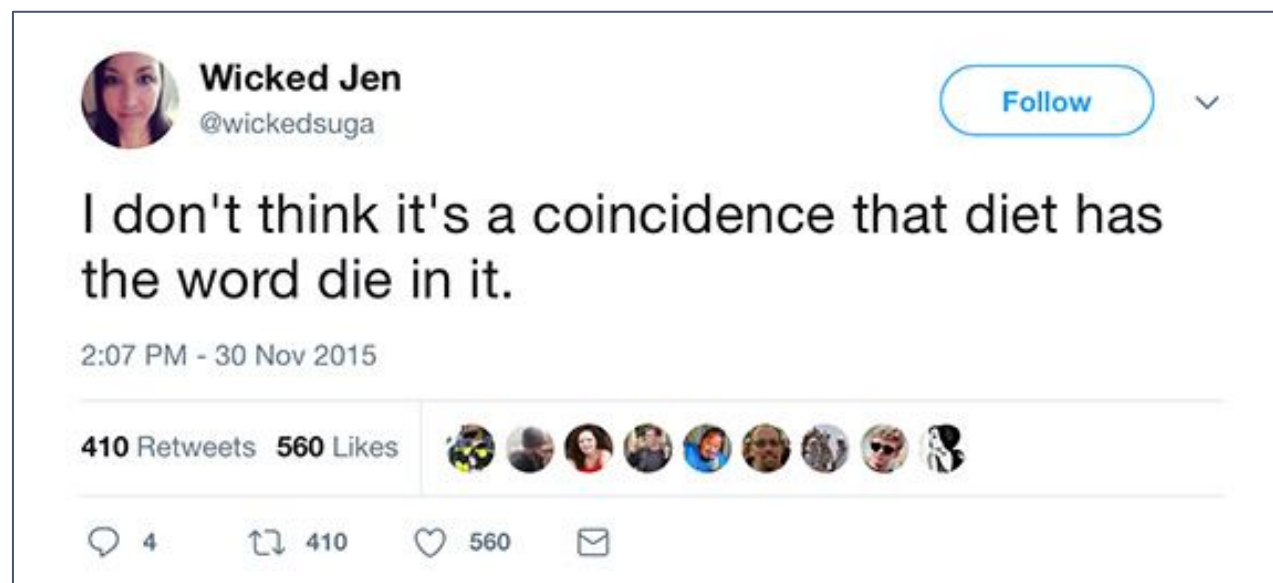 Wicked Jen
@wickedsuga
Follow
I don't think it's a coincidence that diet has
the word die in it.
2:07 PM - 30 Nov 2015
410 Retweets 560 Likes
4 410 560